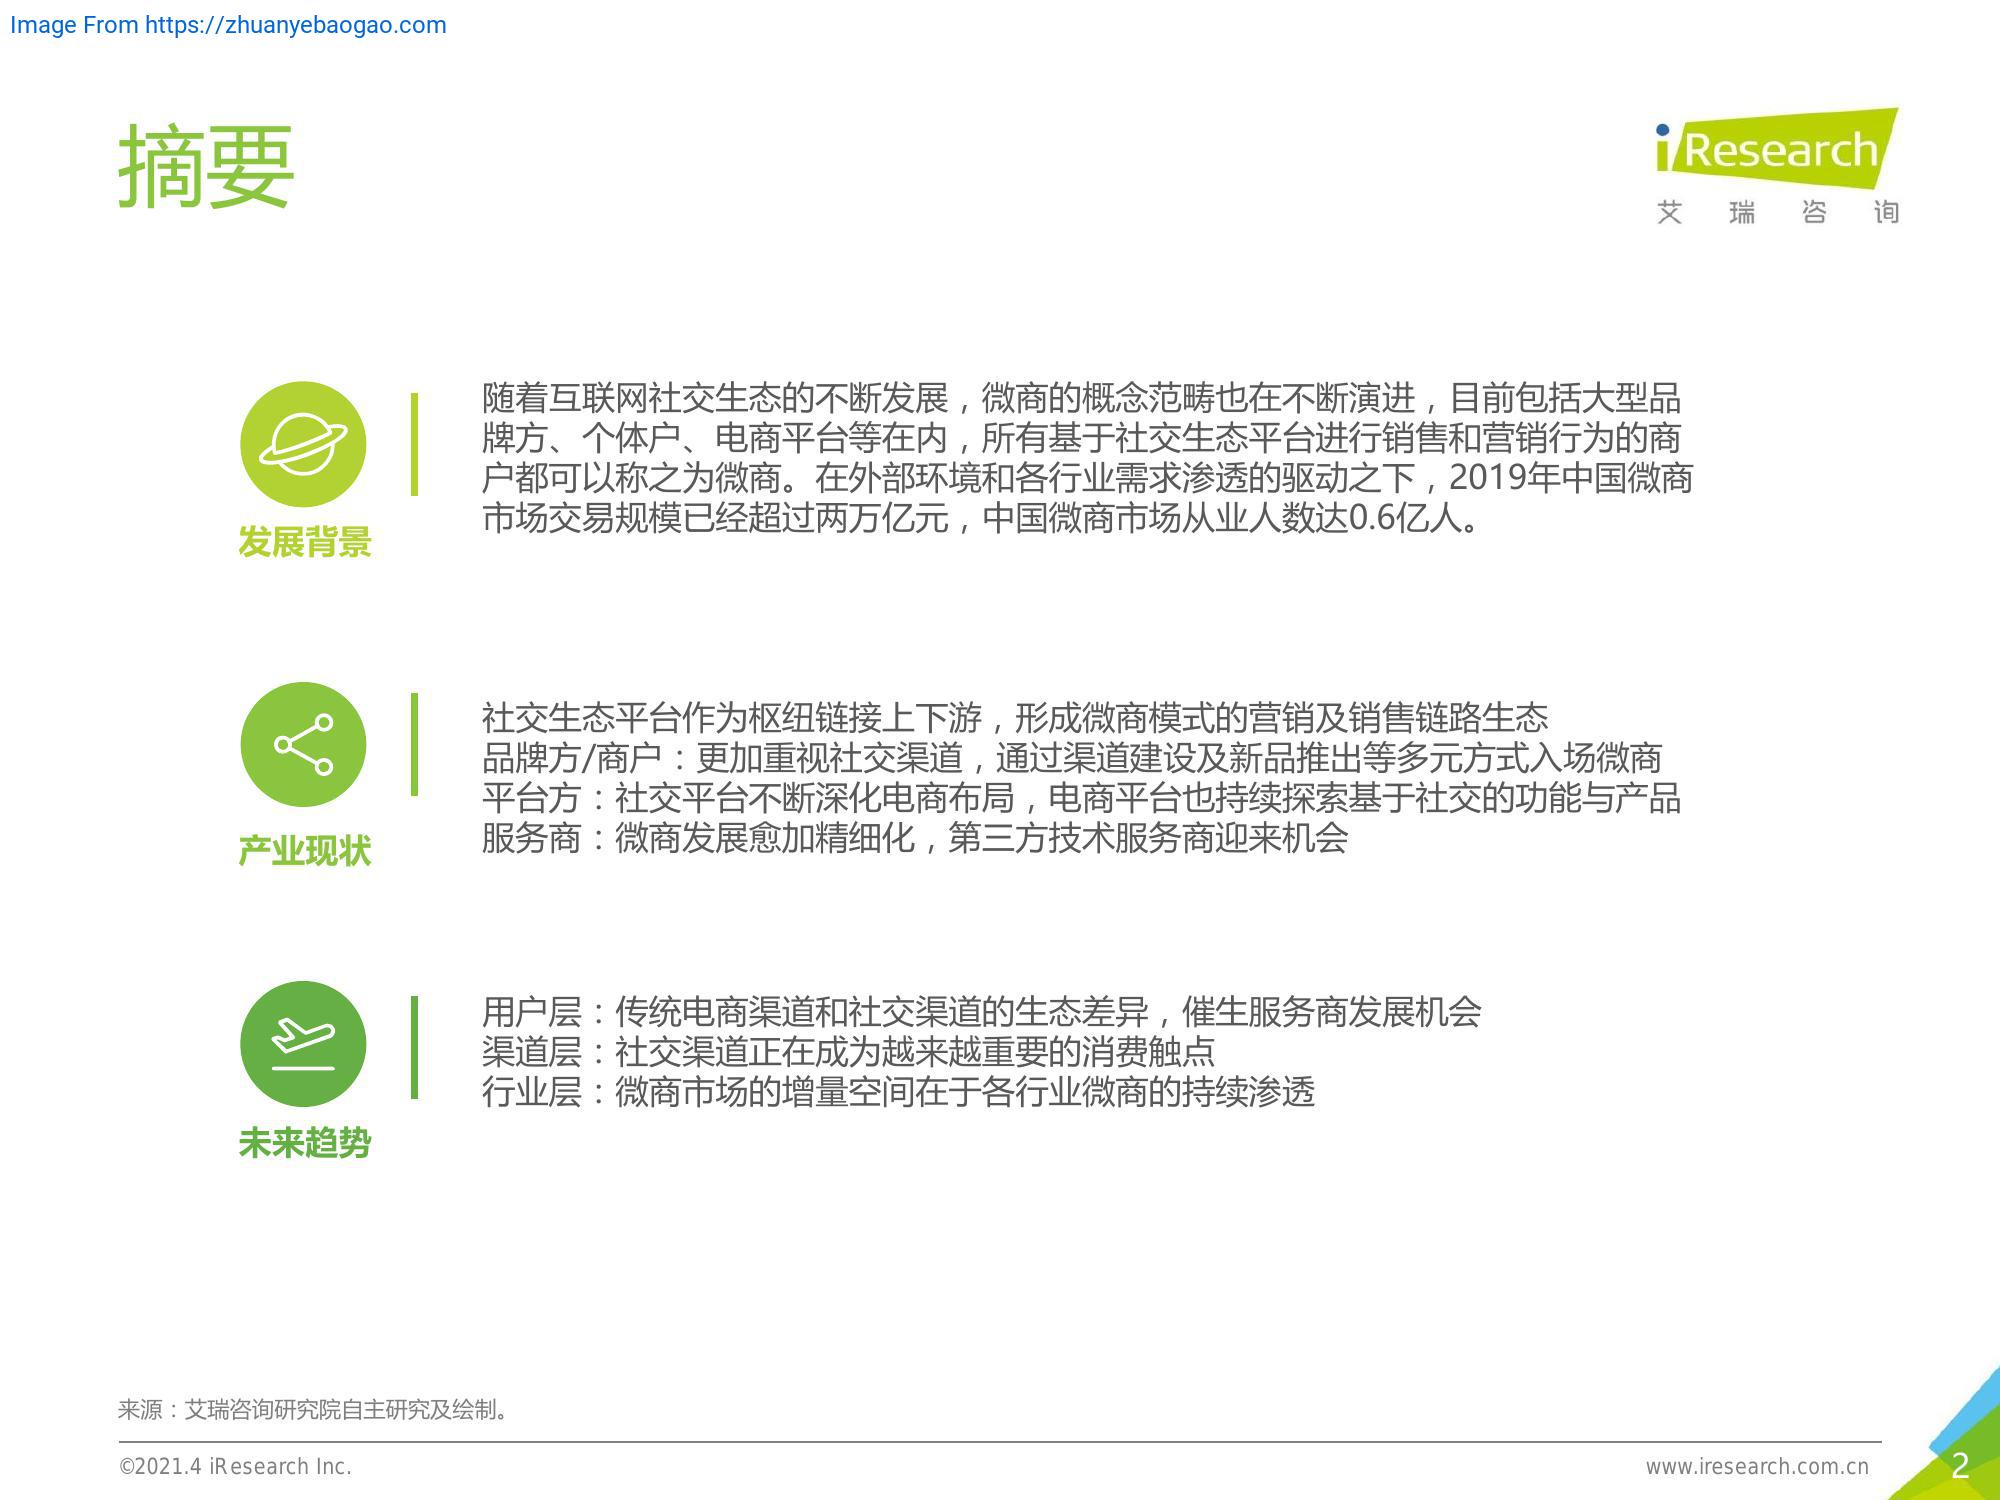 Image From https://zhuanyebaogao.com
摘要
iResearch
艾瑞咨询
随着互联网社交生态的不断发展，微商的概念范畴也在不断演进，目前包括大型品
牌方、个体户、电商平台等在内，所有基于社交生态平台进行销售和营销行为的商
户都可以称之为微商。在外部环境和各行业需求渗透的驱动之下，2019年中国微商
市场交易规模已经超过两万亿元，中国微商市场从业人数达0.6亿人。
发展背景
社交生态平台作为枢纽链接上下游，形成微商模式的营销及销售链路生态
品牌方/商户：更加重视社交渠道，通过渠道建设及新品推出等多元方式入场微商
平台方：社交平台不断深化电商布局，电商平台也持续探索基于社交的功能与产品
服务商：微商发展愈加精细化，第三方技术服务商迎来机会
产业现状
用户层：传统电商渠道和社交渠道的生态差异，催生服务商发展机会
渠道层：社交渠道正在成为越来越重要的消费触点
行业层：微商市场的增量空间在于各行业微商的持续渗透
未来趋势
来源：艾瑞咨询研究院自主研究及绘制。
©2021.4 iResearch Inc.
www.iresearch.com.cn
2